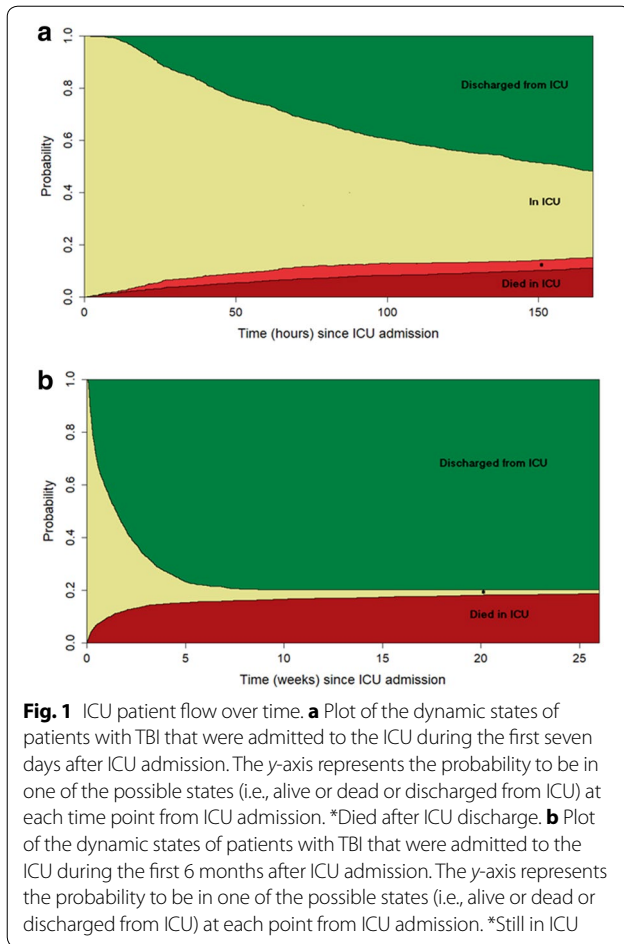 a
1.0
0.8
0.6
0.4
0.2
0.0
Probability
Discharged from ICU
In ICU
*
Died in ICU
0
50
100
150
Time (hours) since ICU admission
b
1.0
0.8
0.6
0.4
0.2
0.0
Probability
Discharged from ICU
*
Died in ICU
0
5
10
15
20
25
Time (weeks) since ICU admission
Fig. 1 ICU patient flow over time. a Plot of the dynamic states of
patients with TBI that were admitted to the ICU during the first seven
days after ICU admission. The y-axis represents the probability to be in
one of the possible states (i.e., alive or dead or discharged from ICU) at
each time point from ICU admission. *Died after ICU discharge. b Plot
of the dynamic states of patients with TBI that were admitted to the
ICU during the first 6 months after ICU admission. The y-axis represents
the probability to be in one of the possible states (i.e., alive or dead or
discharged from ICU) at each point from ICU admission. *Still in ICU